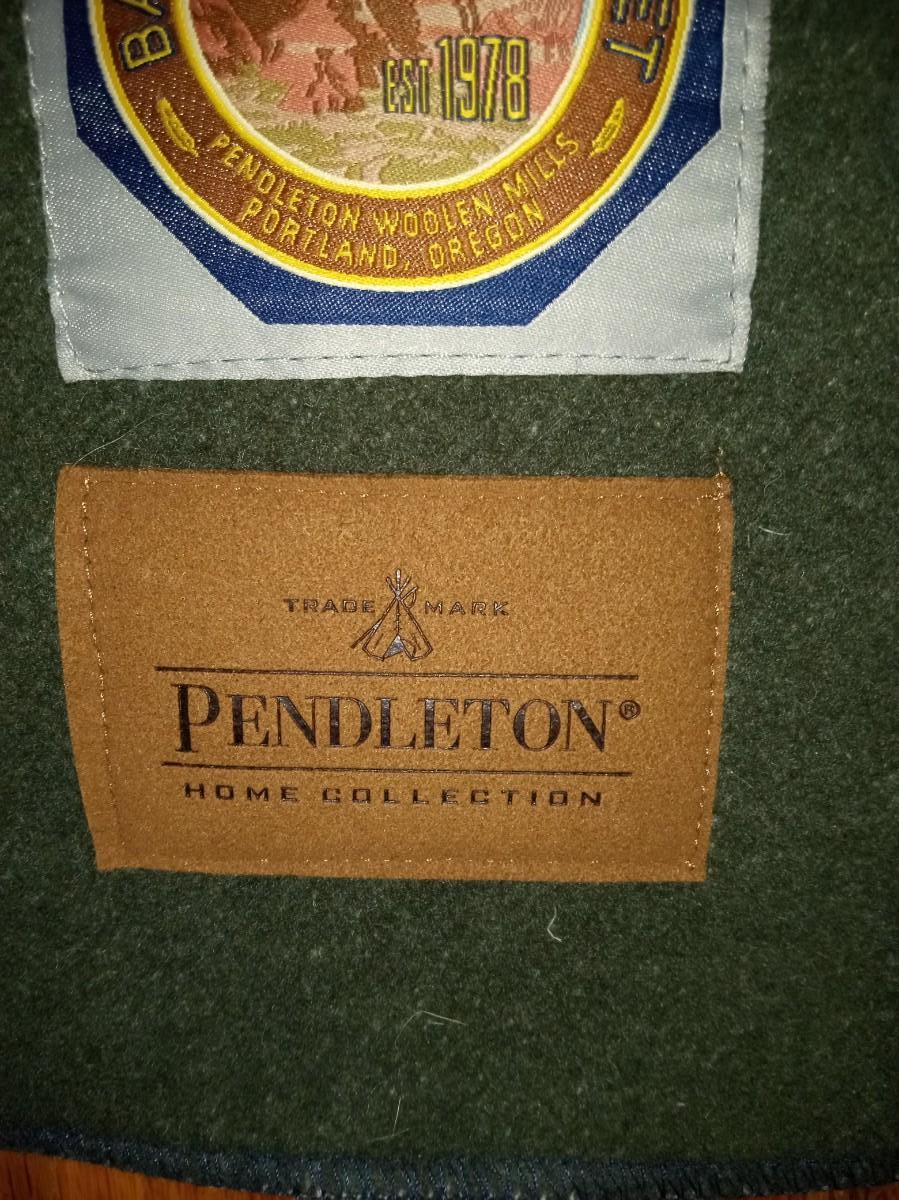 EST 1978
PENDLETON WOOLEN MILLS
PORTLAND, OREGON
TRADE MARK
PENDLETON®
HOME COLLECTION